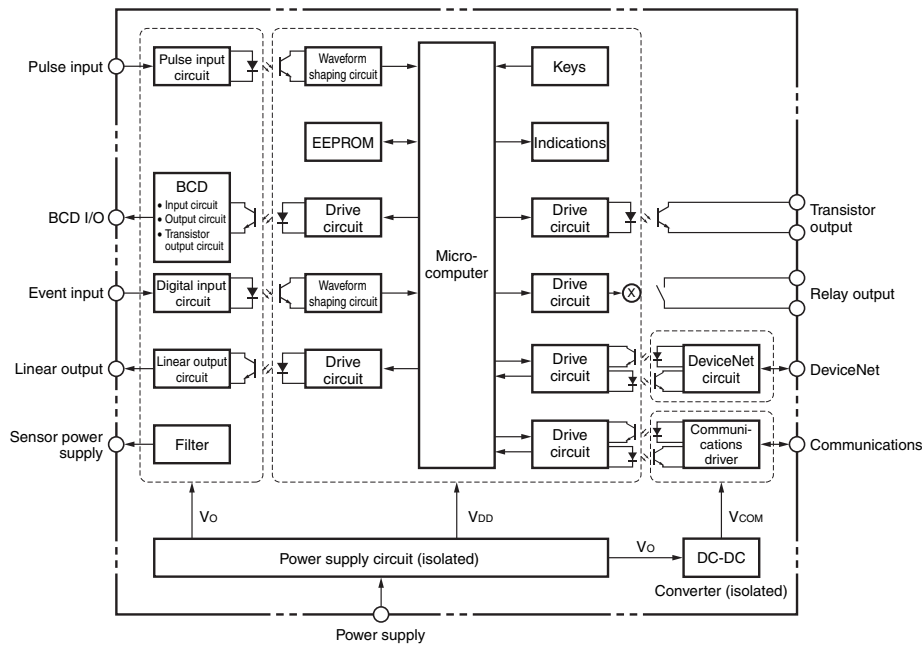 Pulse input
Pulse input
circuit
Waveform
shaping circuit
Keys
EEPROM
Indications
BCD I/O
BCD
• Input circuit
• Output circuit
• Transistor
output circuit
Drive
circuit
Micro-
computer
Drive
circuit
Transistor
output
Event input
Digital input
circuit
Waveform
shaping circuit
Drive
circuit
X
Relay output
Linear output
Linear output
circuit
Drive
circuit
Drive
circuit
DeviceNet
circuit
DeviceNet
Sensor power
supply
Filter
Drive
circuit
Communi-
cations
driver
Communications
VO
VDD
VCOM
Power supply circuit (isolated)
VO
DC-DC
Converter (isolated)
Power supply